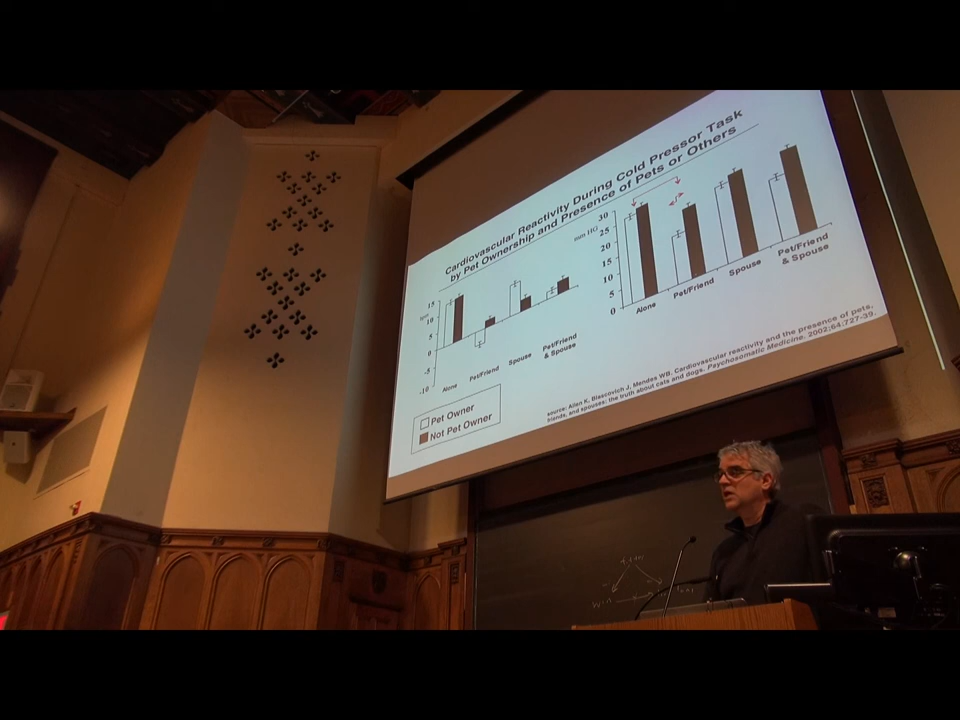 Cardiovascular Reactivity During Cold Pressor Task
by Pet Ownership and Presence of Pets or Others
15
10
5
0
-5
-10
Alone
Pet/Friend
Spouse
Pet/Friend
& Spouse
mm HG
30
25
20
15
10
5
0
Alone
Pet/Friend
Spouse
Pet/Friend
& Spouse
Pet Owner
Not Pet Owner
source: Allen K, Blascovich J, Mendes WB. Cardiovascular reactivity and the presence of pets,
friends, and spouses: the truth about cats and dogs. Psychosomatic Medicine. 2002;64:727-39.